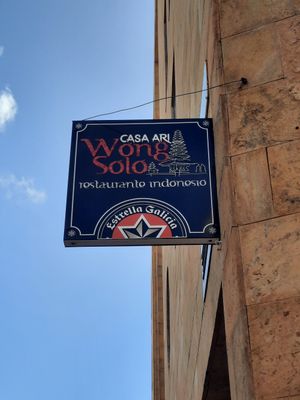 CASA ARI
Wong
Solo
restaurante indonesio
Estrella Galicia